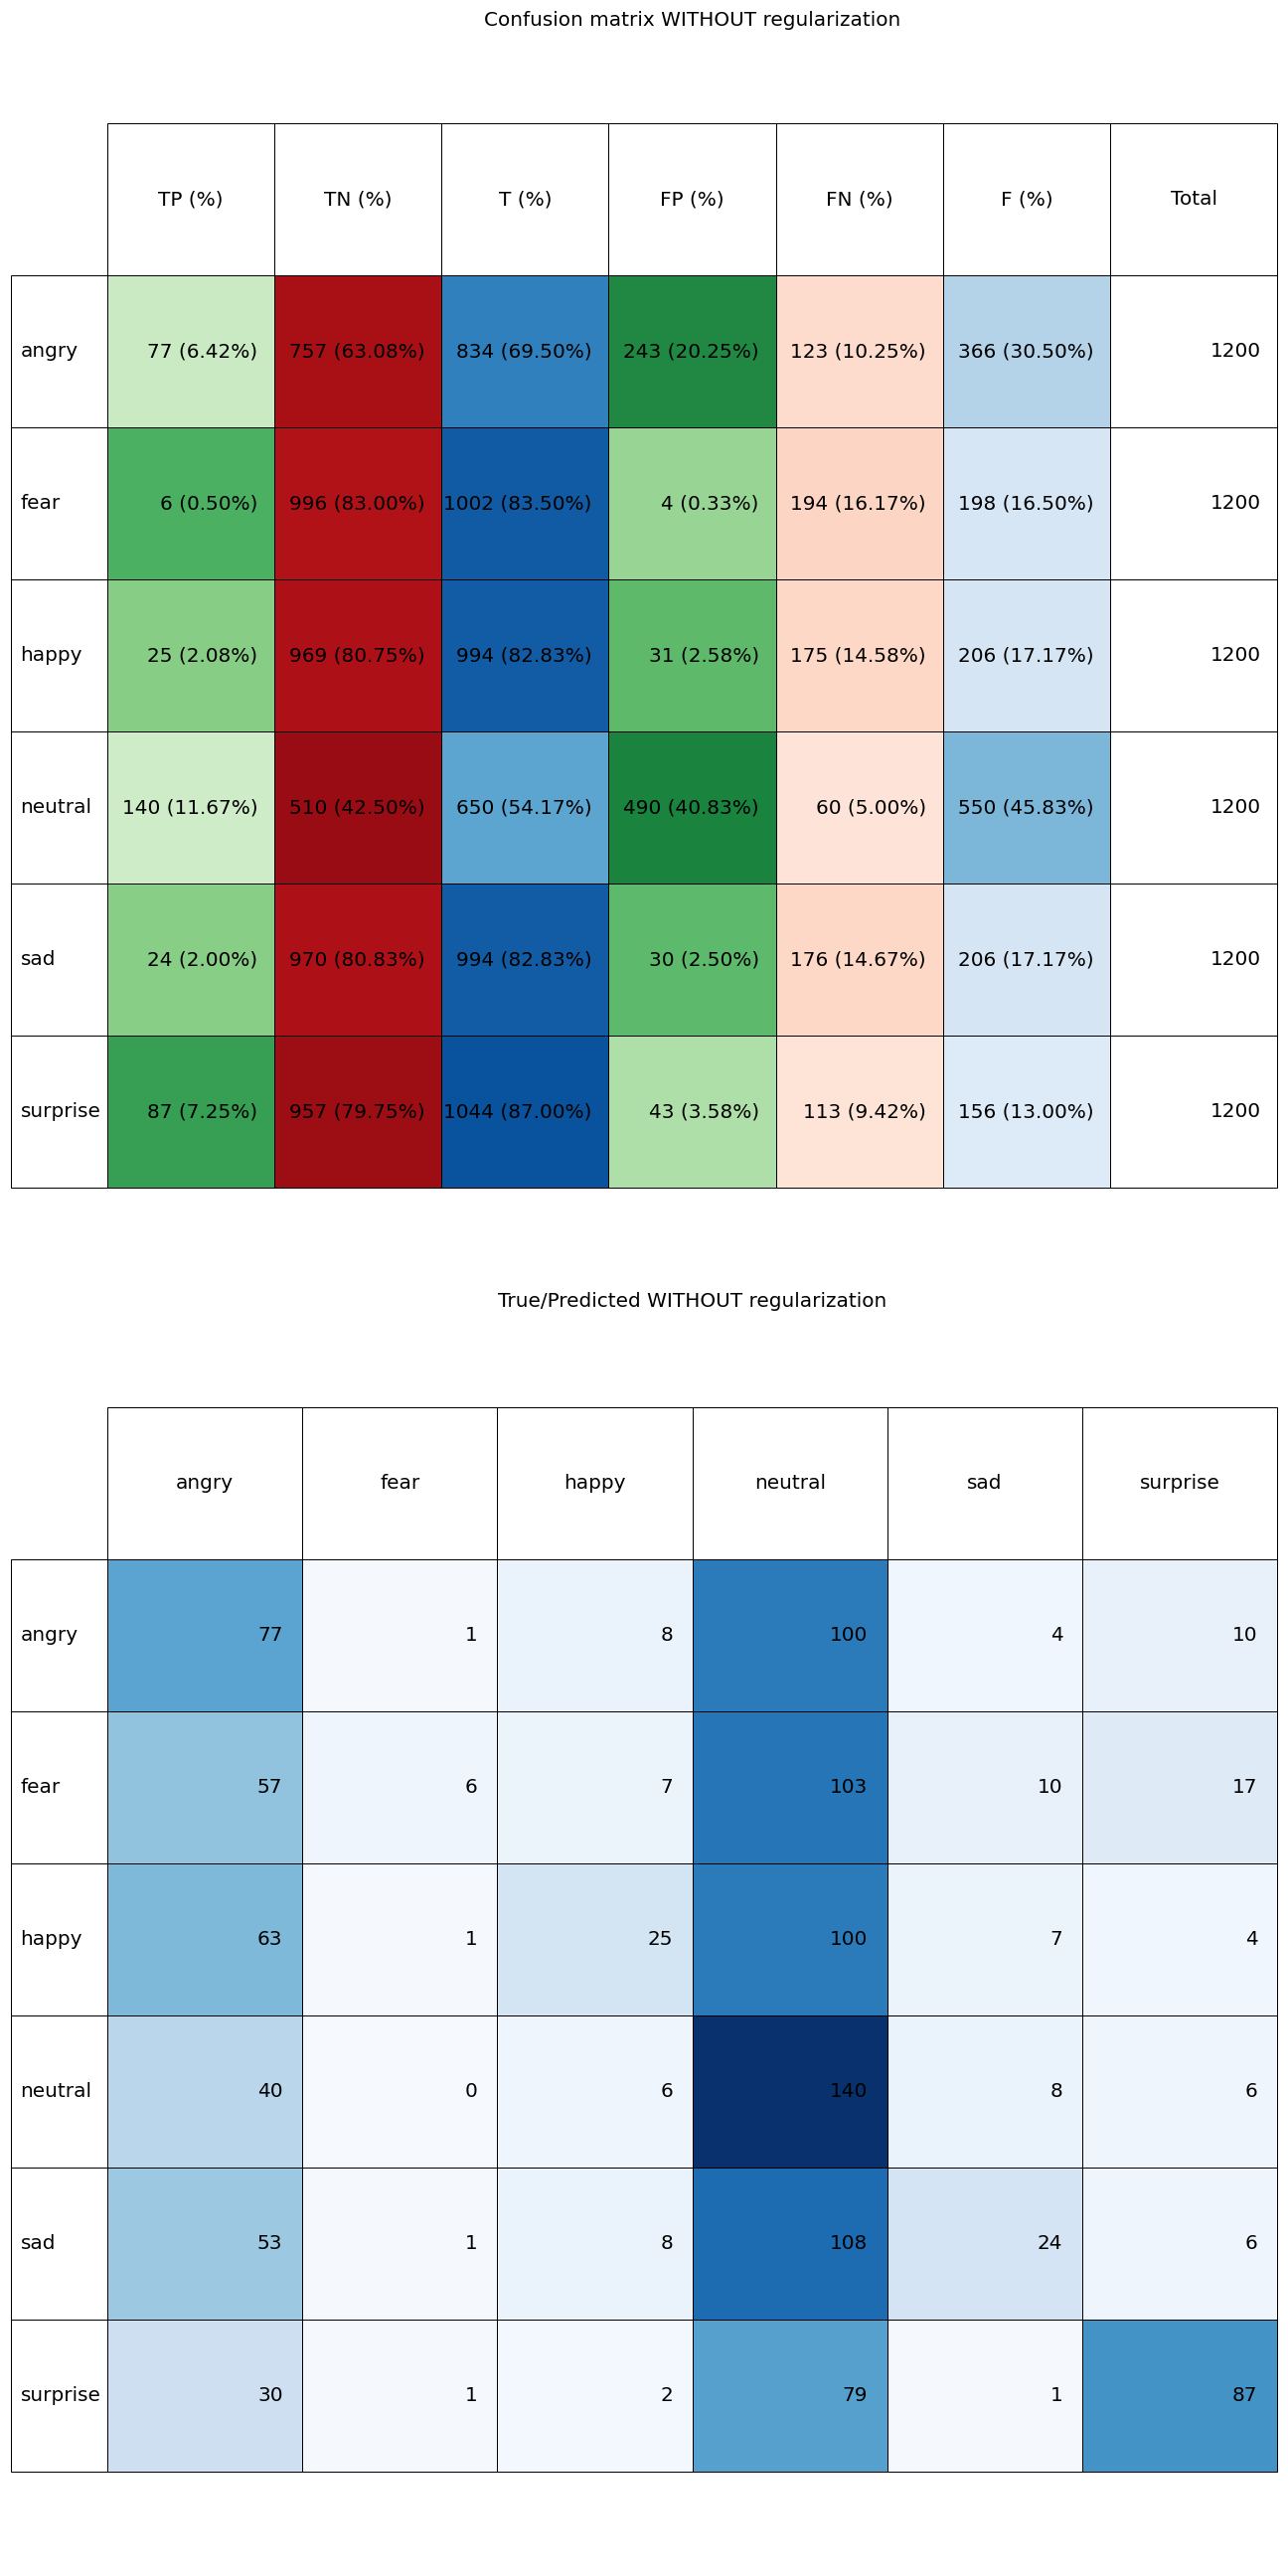 Confusion matrix WITHOUT regularization
TP (%) TN (%) T (%) FP (%) FN (%) F (%) Total
angry 77 (6.42%) 757 (63.08%) 834 (69.50%) 243 (20.25%) 123 (10.25%) 366 (30.50%) 1200
fear 6 (0.50%) 996 (83.00%) 1002 (83.50%) 4 (0.33%) 194 (16.17%) 198 (16.50%) 1200
happy 25 (2.08%) 969 (80.75%) 994 (82.83%) 31 (2.58%) 175 (14.58%) 206 (17.17%) 1200
neutral 140 (11.67%) 510 (42.50%) 650 (54.17%) 490 (40.83%) 60 (5.00%) 550 (45.83%) 1200
sad 24 (2.00%) 970 (80.83%) 994 (82.83%) 30 (2.50%) 176 (14.67%) 206 (17.17%) 1200
surprise 87 (7.25%) 957 (79.75%) 1044 (87.00%) 43 (3.58%) 113 (9.42%) 156 (13.00%) 1200
True/Predicted WITHOUT regularization
angry fear happy neutral sad surprise
angry 77 1 8 100 4 10
fear 57 6 7 103 10 17
happy 63 1 25 100 7 4
neutral 40 0 6 140 8 6
sad 53 1 8 108 24 6
surprise 30 1 2 79 1 87